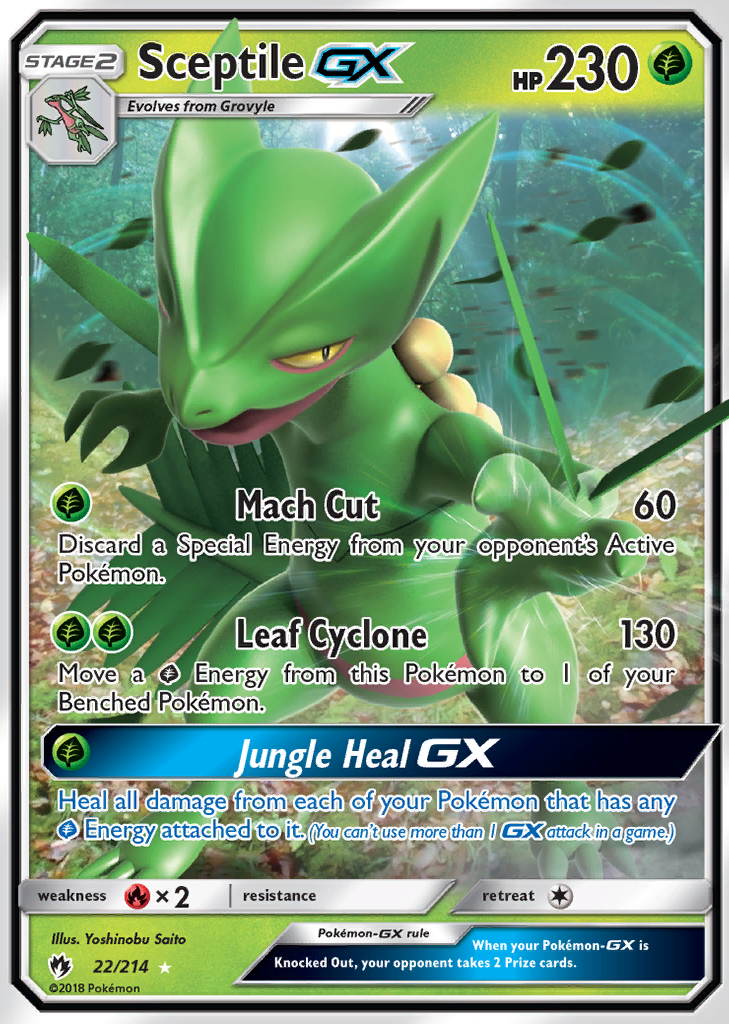 STAGE2 Sceptile GX HP230
Evolves from Grovyle
Mach Cut 60
Discard a Special Energy from your opponent's Active
Pokémon.
Leaf Cyclone 130
Move a Energy from this Pokémon to 1 of your
Benched Pokémon.
Jungle Heal GX
Heal all damage from each of your Pokémon that has any
Energy attached to it. (You can't use more than 1 GX attack in a game.)
weakness ×2 resistance retreat
Illus. Yoshinobu Saito
22/214
©2018 Pokémon
Pokémon-GX rule
When your Pokémon-GX is
Knocked Out, your opponent takes 2 Prize cards.